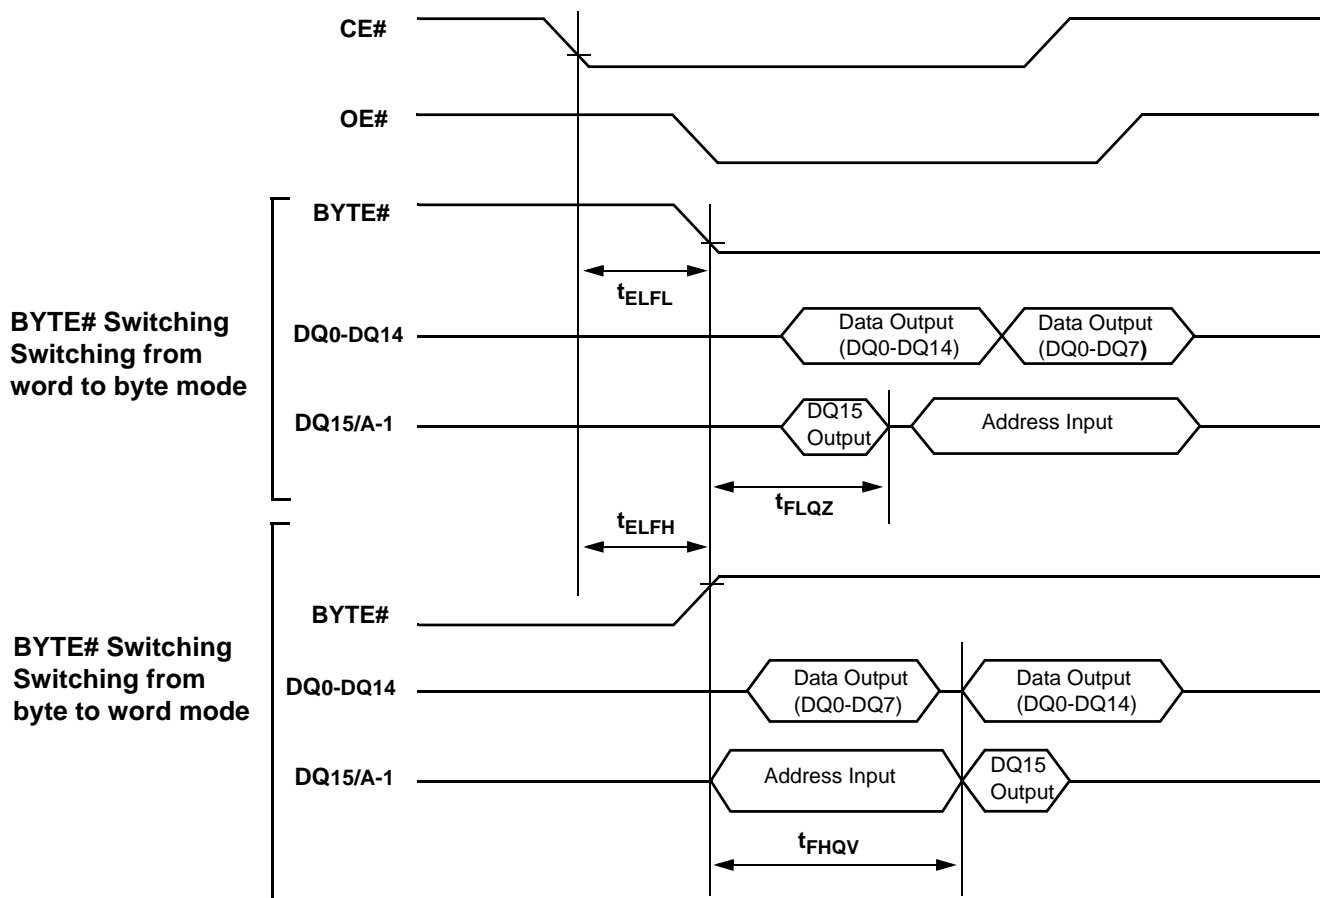 CE#
OE#
BYTE#
tELFL
BYTE# Switching
Switching from
word to byte mode
DQ0-DQ14
Data Output
(DQ0-DQ14)
Data Output
(DQ0-DQ7)
DQ15/A-1
DQ15
Output
Address Input
tFLQZ
tELFH
BYTE#
BYTE# Switching
Switching from
byte to word mode
DQ0-DQ14
Data Output
(DQ0-DQ7)
Data Output
(DQ0-DQ14)
DQ15/A-1
Address Input
DQ15
Output
tFHQV